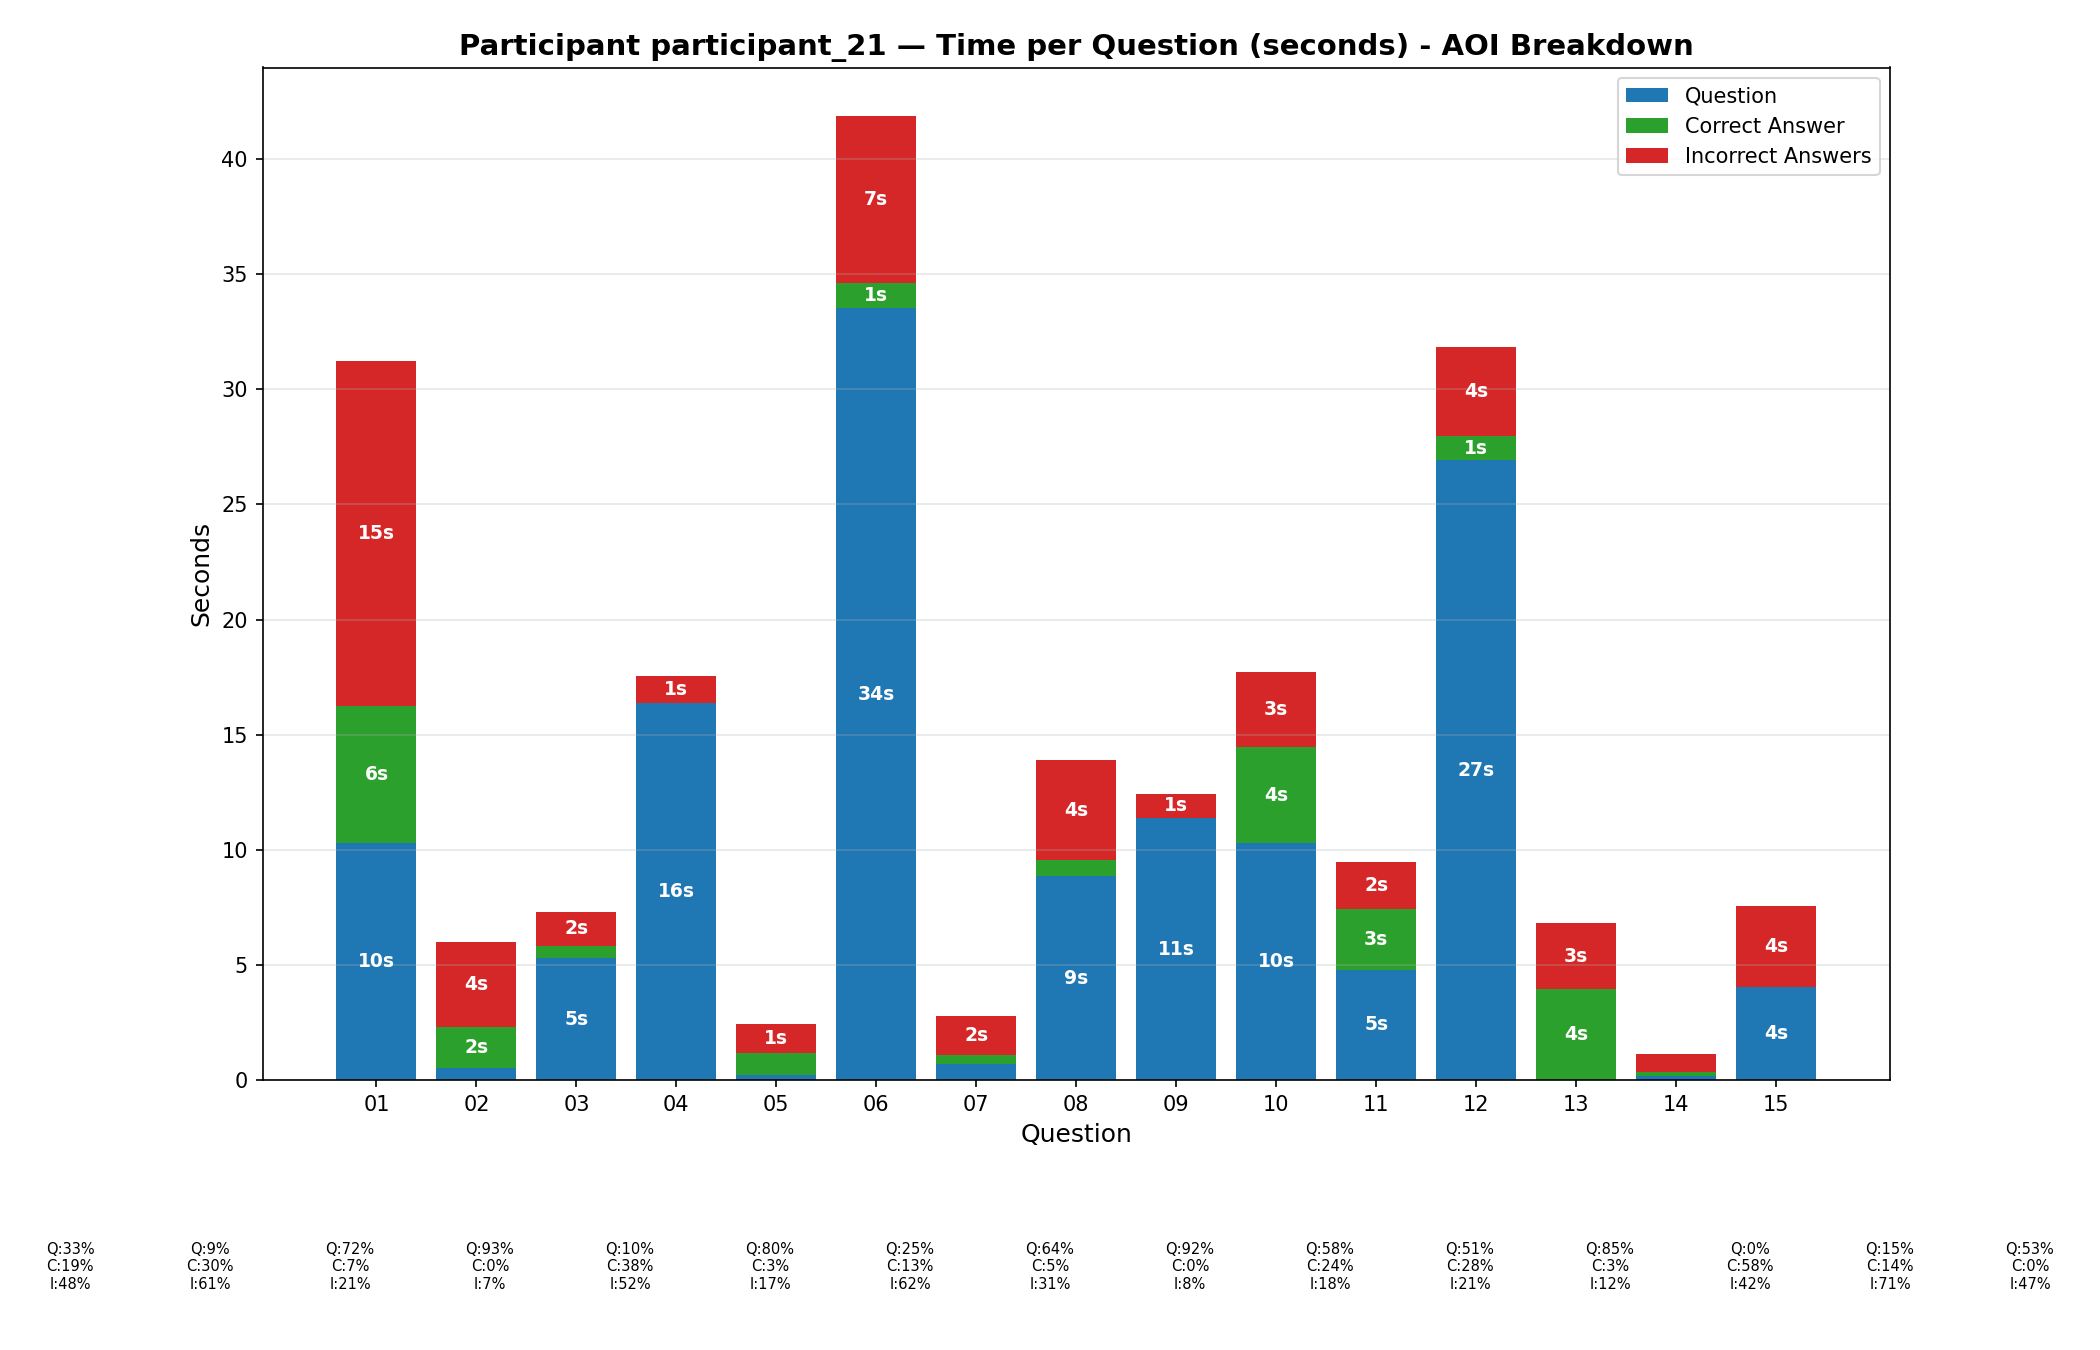 Participant participant_21 — Time per Question (seconds) - AOI Breakdown
Question
Correct Answer
Incorrect Answers
Seconds
40
35
30
25
20
15
10
5
0
10s
6s
15s
2s
4s
5s
2s
16s
1s
1s
34s
1s
7s
2s
9s
4s
11s
1s
10s
4s
3s
5s
3s
2s
27s
1s
4s
4s
3s
4s
4s
01 02 03 04 05 06 07 08 09 10 11 12 13 14 15
Question
Q:33% Q:9% Q:72% Q:93% Q:10% Q:80% Q:25% Q:64% Q:92% Q:58% Q:51% Q:85% Q:0% Q:15% Q:53%
C:19% C:30% C:7% C:0% C:38% C:3% C:13% C:5% C:0% C:24% C:28% C:3% C:58% C:14% C:0%
I:48% I:61% I:21% I:7% I:52% I:17% I:62% I:31% I:8% I:18% I:21% I:12% I:42% I:71% I:47%